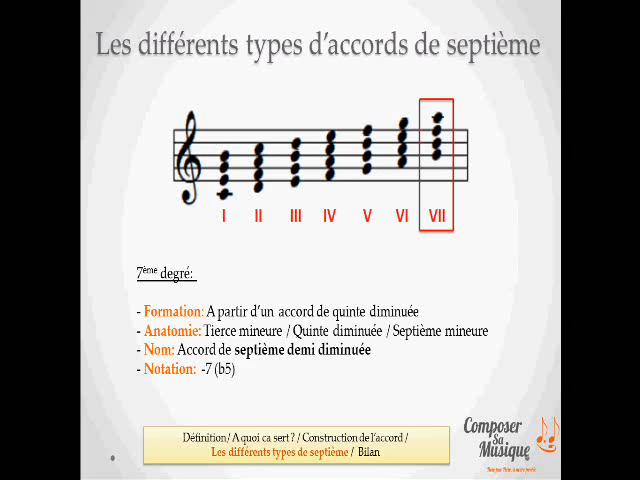 Les différents types d'accords de septième
I II III IV V VI VII
7ème degré:
- Formation: A partir d'un accord de quinte diminuée
- Anatomie: Tierce mineure / Quinte diminuée / Septième mineure
- Nom: Accord de septième demi diminuée
- Notation: -7 (b5)
Composer
Sa
Musique
Définition / A quoi ca sert ? / Construction de l'accord /
Les différents types de septième / Bilan